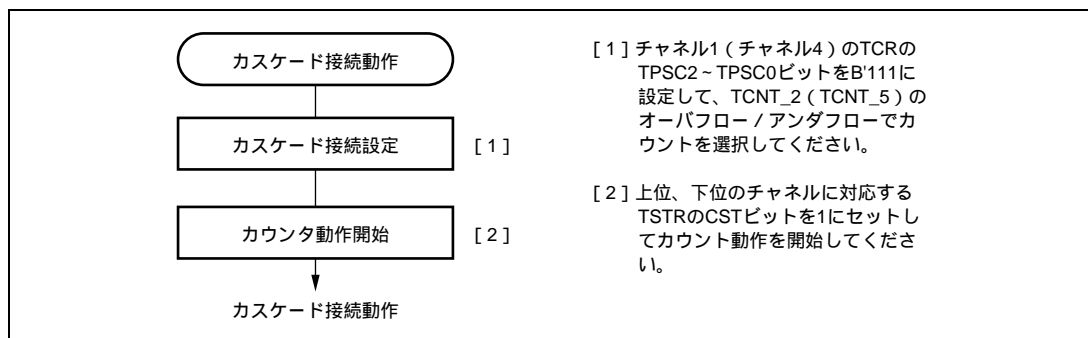 カスケード接続動作
カスケード接続設定
[1]
カウンタ動作開始
[2]
カスケード接続動作
[1]チャネル1(チャネル4)のTCRの
TPSC2~TPSC0ビットをB'111に
設定して、TCNT_2(TCNT_5)の
オーバフロー/アンダフローでカ
ウントを選択してください。
[2]上位、下位のチャネルに対応する
TSTRのCSTビットを1にセットし
てカウント動作を開始してくださ
い。